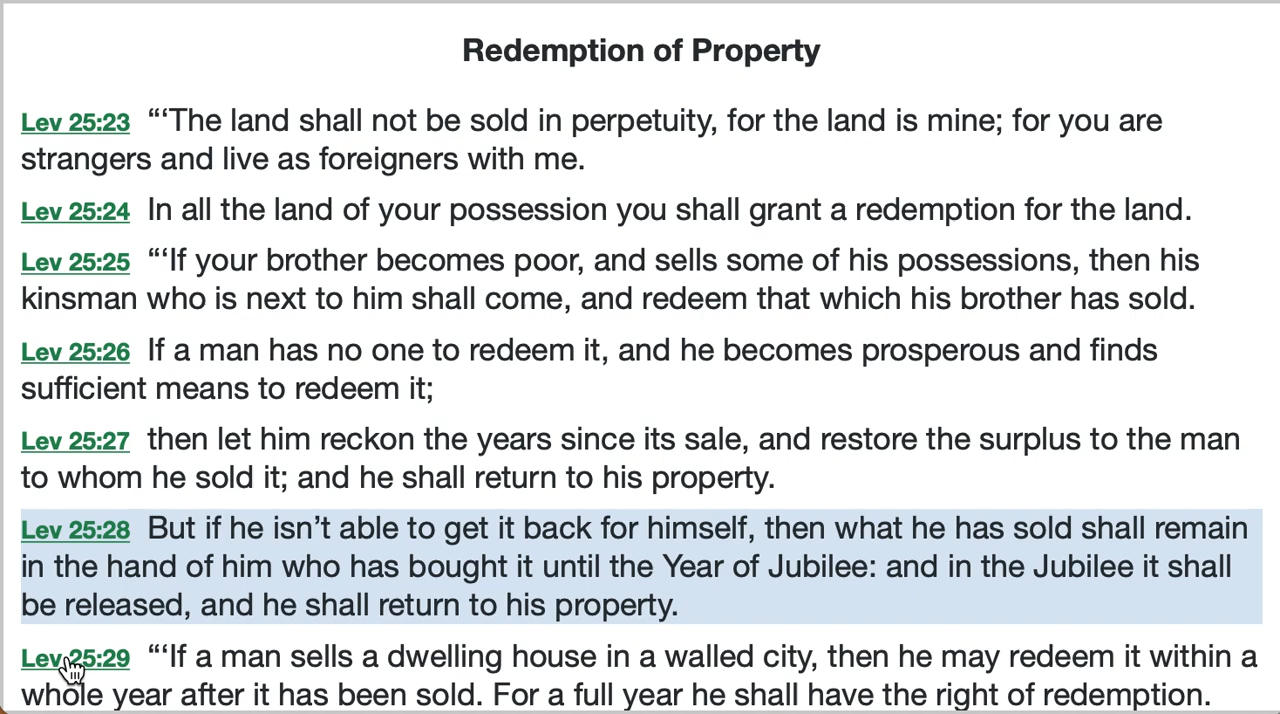 Redemption of Property
Lev 25:23 “‘The land shall not be sold in perpetuity, for the land is mine; for you are
strangers and live as foreigners with me.
Lev 25:24 In all the land of your possession you shall grant a redemption for the land.
Lev 25:25 “‘If your brother becomes poor, and sells some of his possessions, then his
kinsman who is next to him shall come, and redeem that which his brother has sold.
Lev 25:26 If a man has no one to redeem it, and he becomes prosperous and finds
sufficient means to redeem it;
Lev 25:27 then let him reckon the years since its sale, and restore the surplus to the man
to whom he sold it; and he shall return to his property.
Lev 25:28 But if he isn’t able to get it back for himself, then what he has sold shall remain
in the hand of him who has bought it until the Year of Jubilee: and in the Jubilee it shall
be released, and he shall return to his property.
Lev 25:29 “‘If a man sells a dwelling house in a walled city, then he may redeem it within a
whole year after it has been sold. For a full year he shall have the right of redemption.